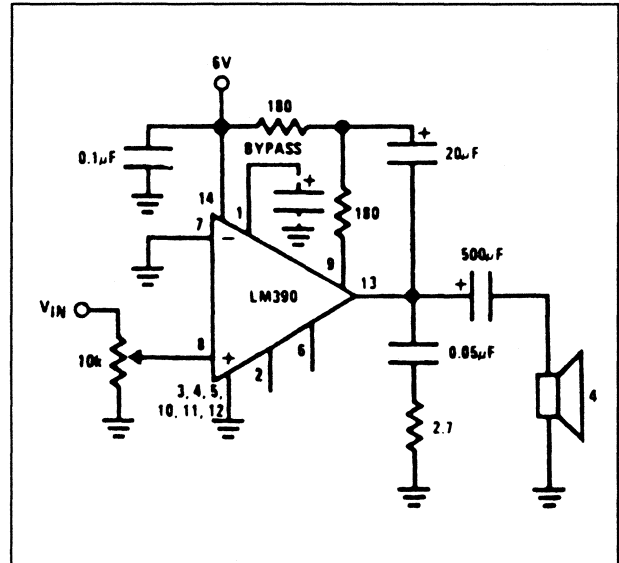 6V
180
+
0.1μF
BYPASS
+
20μF
14
1
180
7
−
500μF
9
+
LM390
13
VIN
8
+
0.05μF
10k
6
2
4
3, 4, 5,
10, 11, 12
2.7